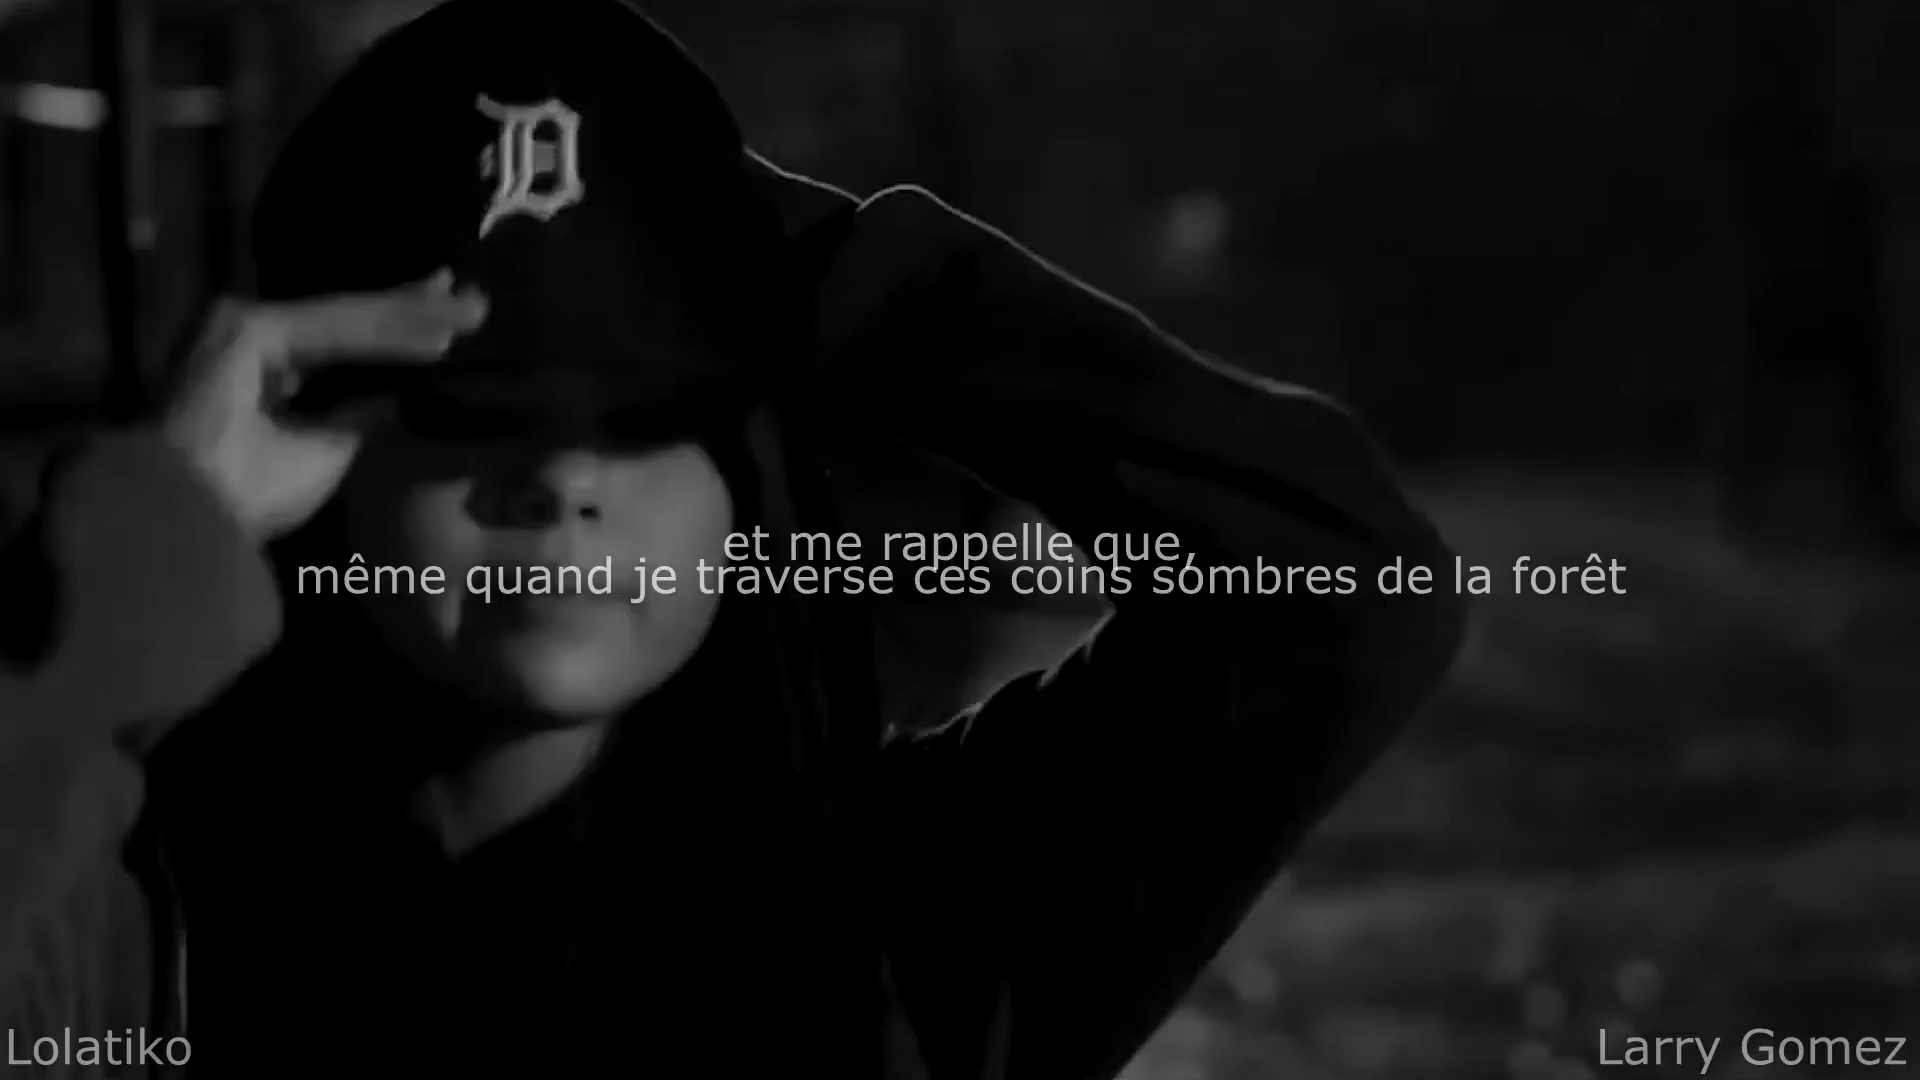 D
et me rappelle que,
même quand je traverse ces coins sombres de la forêt
Lolatiko
Larry Gomez